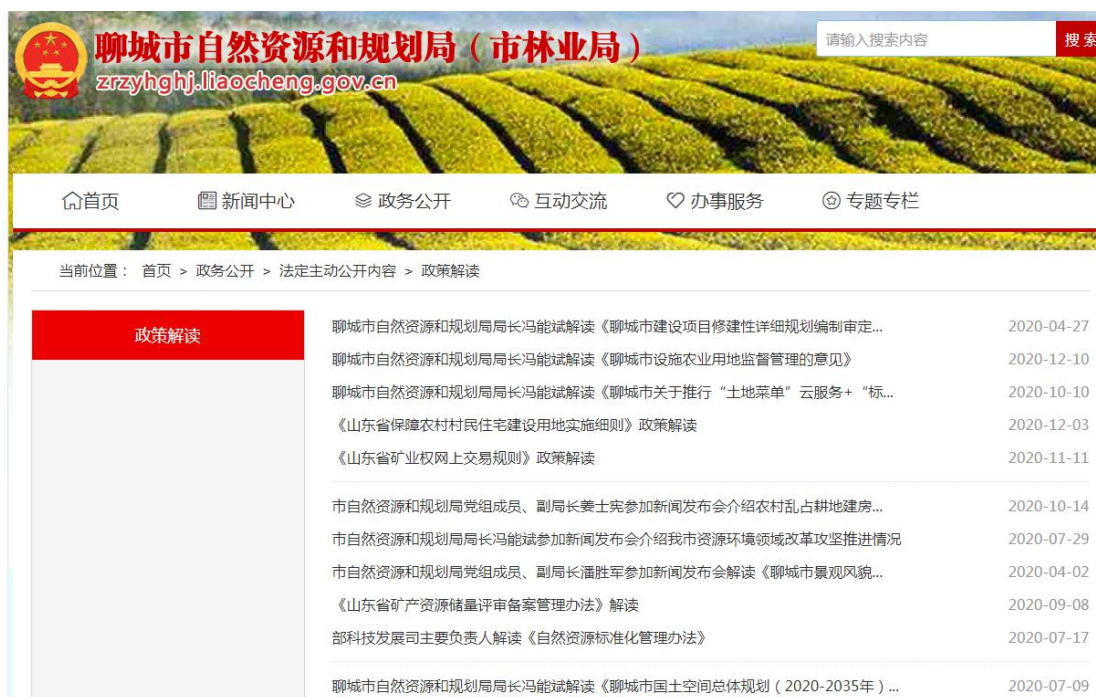 聊城市自然资源和规划局（市林业局）
zrzyhghj.liaocheng.gov.cn
请输入搜索内容 搜索
首页 新闻中心 政务公开 互动交流 办事服务 专题专栏
当前位置： 首页 > 政务公开 > 法定主动公开内容 > 政策解读
政策解读
聊城市自然资源和规划局局长冯能斌解读《聊城市建设项目修建性详细规划编制审定... 2020-04-27
聊城市自然资源和规划局局长冯能斌解读《聊城市设施农业用地监督管理的意见》 2020-12-10
聊城市自然资源和规划局局长冯能斌解读《聊城市关于推行“土地菜单”云服务+“标... 2020-10-10
《山东省保障农村村民住宅建设用地实施细则》政策解读 2020-12-03
《山东省矿业权网上交易规则》政策解读 2020-11-11
市自然资源和规划局党组成员、副局长姜士宪参加新闻发布会介绍农村乱占耕地建房... 2020-10-14
市自然资源和规划局局长冯能斌参加新闻发布会介绍我市资源环境领域改革攻坚推进情况 2020-07-29
市自然资源和规划局党组成员、副局长潘胜军参加新闻发布会解读《聊城市景观风貌... 2020-04-02
《山东省矿产资源储量评审备案管理办法》解读 2020-09-08
部科技发展司主要负责人解读《自然资源标准化管理办法》 2020-07-17
聊城市自然资源和规划局局长冯能斌解读《聊城市国土空间总体规划（2020-2035年）... 2020-07-09